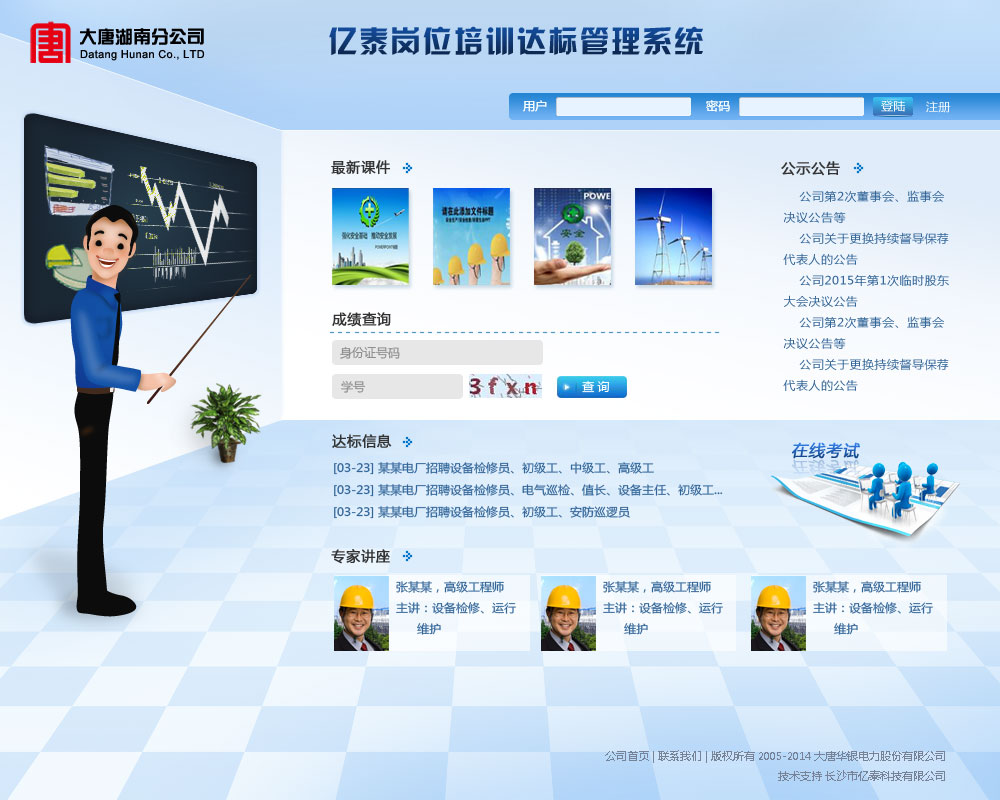 大唐湖南分公司
Datang Hunan Co., LTD
亿泰岗位培训达标管理系统
用户 密码 登陆 注册
最新课件
强化安全基础 推动安全发展
请在此添加文件标题
POWE
安全
公示公告
公司第2次董事会、监事会
决议公告等
公司关于更换持续督导保荐
代表人的公告
公司2015年第1次临时股东
大会决议公告
公司第2次董事会、监事会
决议公告等
公司关于更换持续督导保荐
代表人的公告
成绩查询
身份证号码
学号 3fxn 查询
达标信息
[03-23] 某某电厂招聘设备检修员、初级工、中级工、高级工
[03-23] 某某电厂招聘设备检修员、电气巡检、值长、设备主任、初级工...
[03-23] 某某电厂招聘设备检修员、初级工、安防巡逻员
在线考试
专家讲座
张某某，高级工程师
主讲：设备检修、运行
维护
张某某，高级工程师
主讲：设备检修、运行
维护
张某某，高级工程师
主讲：设备检修、运行
维护
公司首页 | 联系我们 | 版权所有 2005-2014 大唐华银电力股份有限公司
技术支持 长沙市亿泰科技有限公司